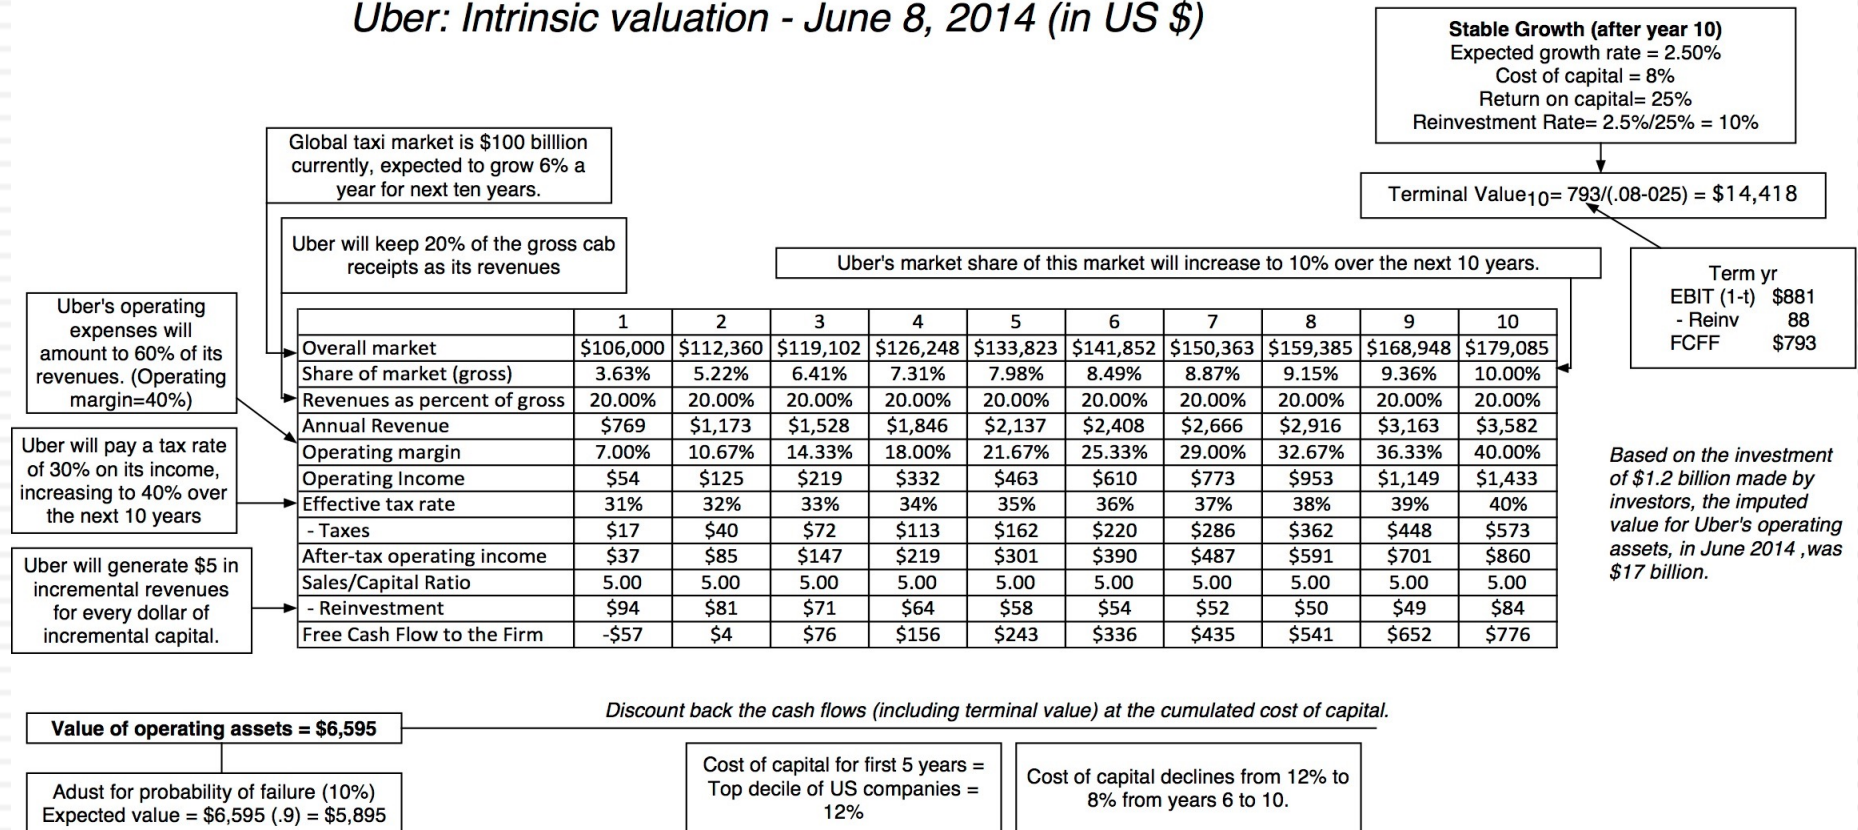 Uber: Intrinsic valuation - June 8, 2014 (in US $)
Stable Growth (after year 10)
Expected growth rate = 2.50%
Cost of capital = 8%
Return on capital= 25%
Reinvestment Rate= 2.5%/25% = 10%
Global taxi market is $100 billlion
currently, expected to grow 6% a
year for next ten years.
Terminal Value10= 793/(.08-025) = $14,418
Uber will keep 20% of the gross cab
receipts as its revenues
Uber's market share of this market will increase to 10% over the next 10 years.
Term yr
EBIT (1-t) $881
- Reinv 88
FCFF $793
Uber's operating
expenses will
amount to 60% of its
revenues. (Operating
margin=40%)
Uber will pay a tax rate
of 30% on its income,
increasing to 40% over
the next 10 years
Uber will generate $5 in
incremental revenues
for every dollar of
incremental capital.
1 2 3 4 5 6 7 8 9 10
Overall market $106,000 $112,360 $119,102 $126,248 $133,823 $141,852 $150,363 $159,385 $168,948 $179,085
Share of market (gross) 3.63% 5.22% 6.41% 7.31% 7.98% 8.49% 8.87% 9.15% 9.36% 10.00%
Revenues as percent of gross 20.00% 20.00% 20.00% 20.00% 20.00% 20.00% 20.00% 20.00% 20.00% 20.00%
Annual Revenue $769 $1,173 $1,528 $1,846 $2,137 $2,408 $2,666 $2,916 $3,163 $3,582
Operating margin 7.00% 10.67% 14.33% 18.00% 21.67% 25.33% 29.00% 32.67% 36.33% 40.00%
Operating Income $54 $125 $219 $332 $463 $610 $773 $953 $1,149 $1,433
Effective tax rate 31% 32% 33% 34% 35% 36% 37% 38% 39% 40%
- Taxes $17 $40 $72 $113 $162 $220 $286 $362 $448 $573
After-tax operating income $37 $85 $147 $219 $301 $390 $487 $591 $701 $860
Sales/Capital Ratio 5.00 5.00 5.00 5.00 5.00 5.00 5.00 5.00 5.00 5.00
- Reinvestment $94 $81 $71 $64 $58 $54 $52 $50 $49 $84
Free Cash Flow to the Firm -$57 $4 $76 $156 $243 $336 $435 $541 $652 $776
Based on the investment
of $1.2 billion made by
investors, the imputed
value for Uber's operating
assets, in June 2014 ,was
$17 billion.
Discount back the cash flows (including terminal value) at the cumulated cost of capital.
Value of operating assets = $6,595
Adust for probability of failure (10%)
Expected value = $6,595 (.9) = $5,895
Cost of capital for first 5 years =
Top decile of US companies =
12%
Cost of capital declines from 12% to
8% from years 6 to 10.